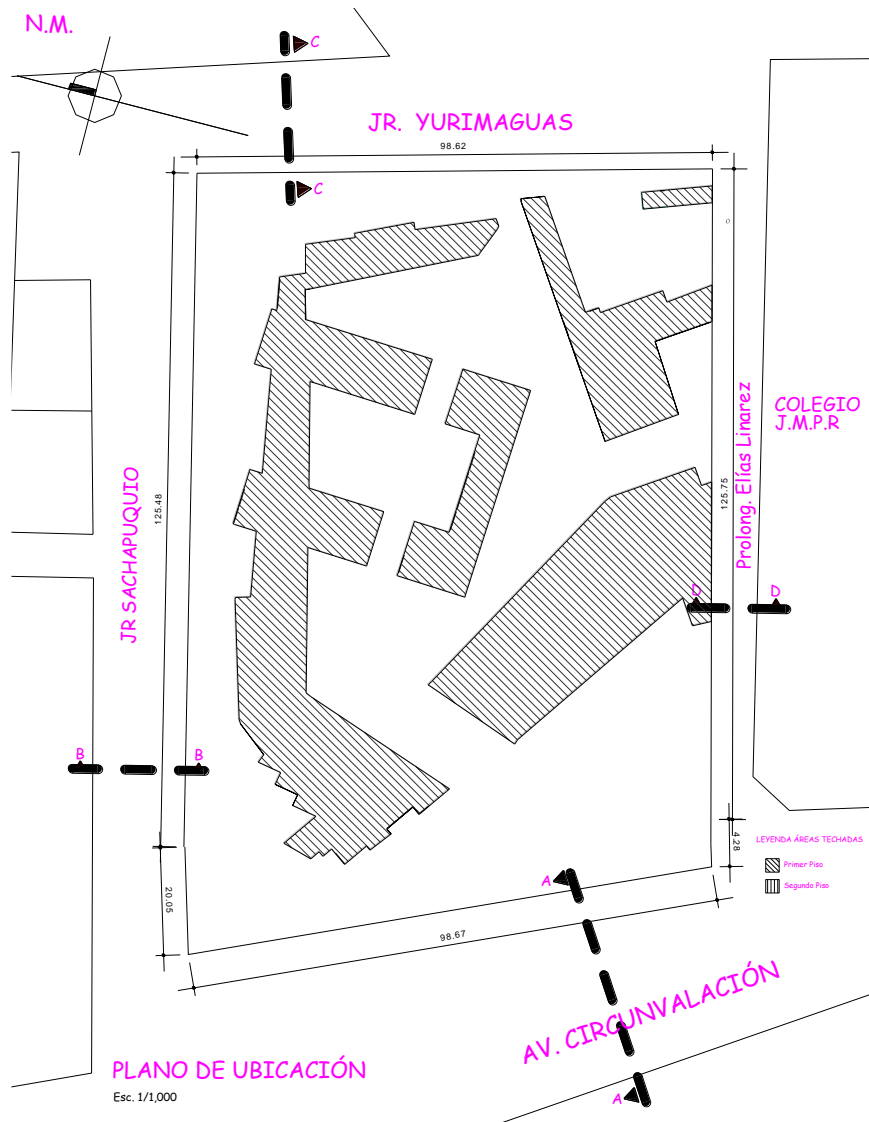 N.M.
C
JR. YURIMAGUAS
98.62
C
COLEGIO
J.M.P.R
Prolong. Elías Linarez
125.75
125.48
JR SACHAPUQUIO
D
D
B
B
4.28
LEYENDA ÁREAS TECHADAS
Primer Piso
Segundo Piso
A
20.05
98.67
AV. CIRCUNVALACIÓN
A
PLANO DE UBICACIÓN
Esc. 1/1,000